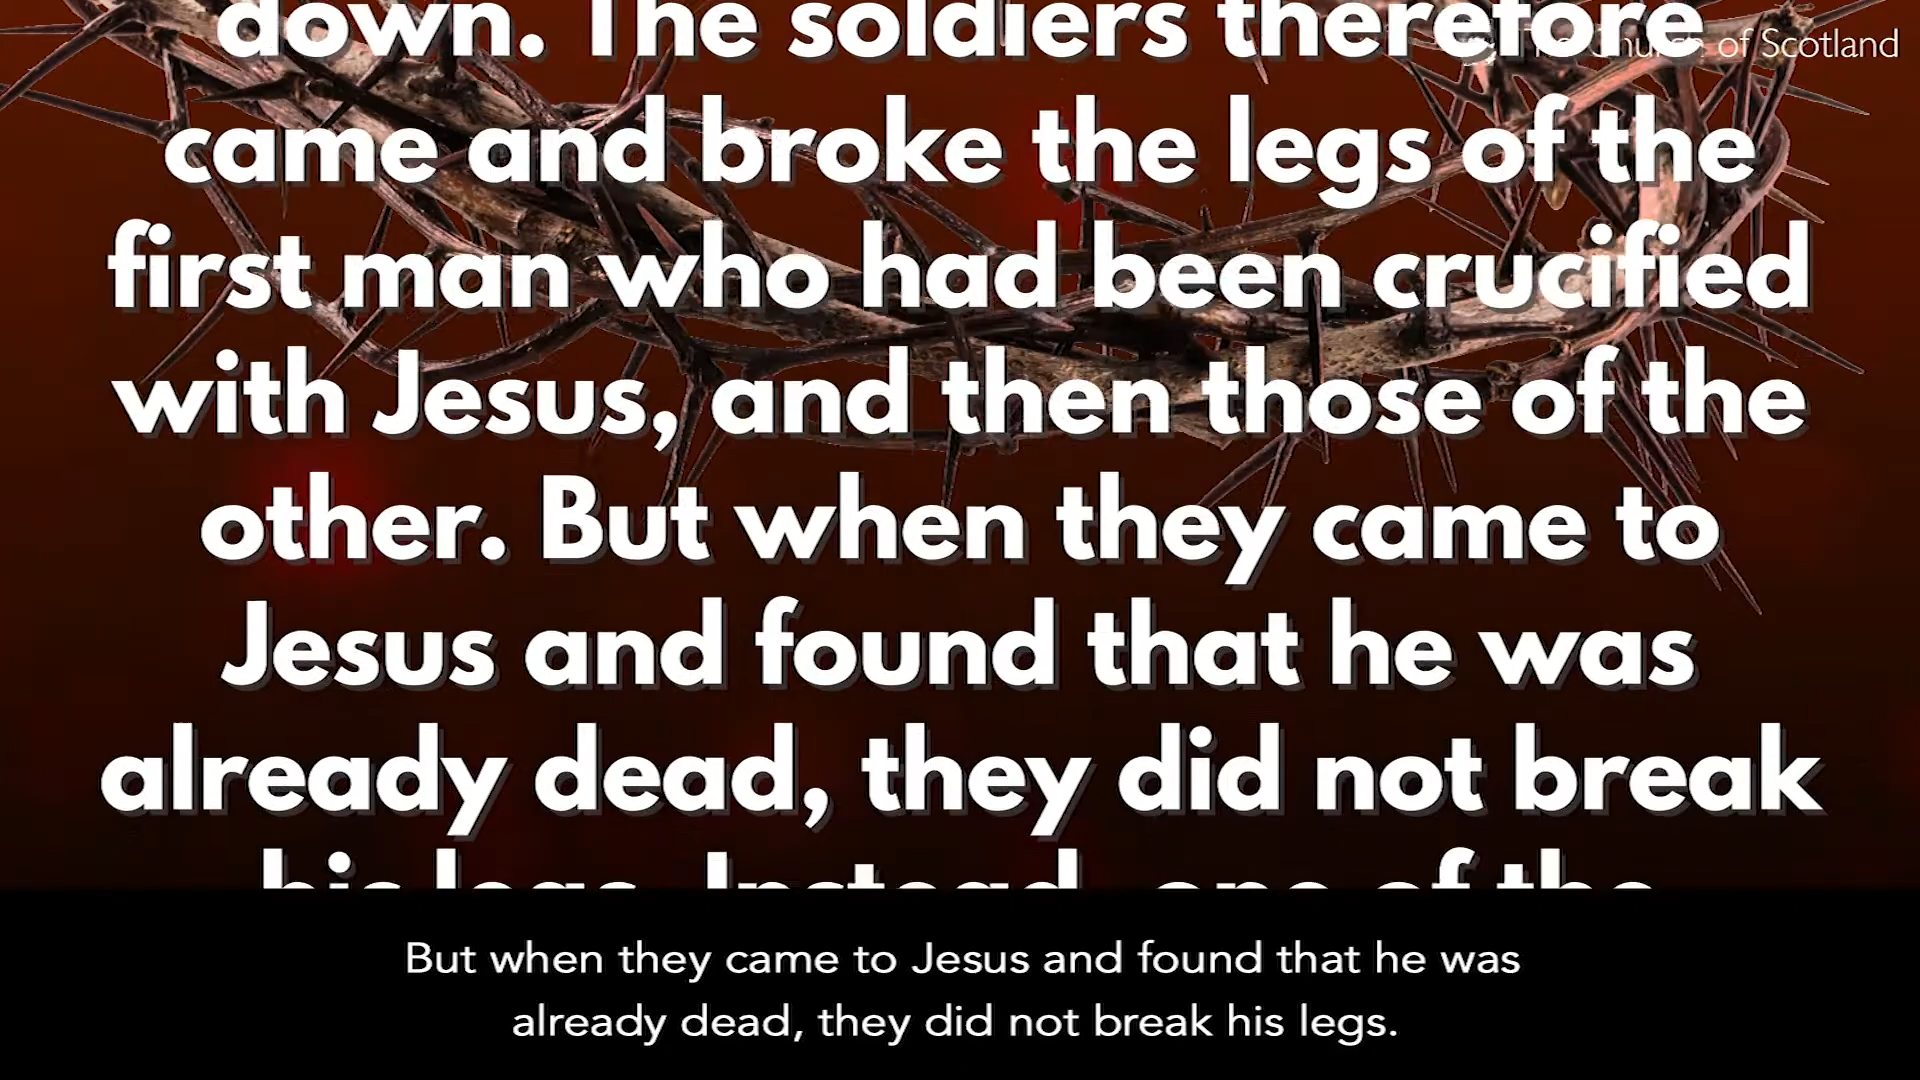 down. The soldiers therefore
The Church of Scotland
came and broke the legs of the
first man who had been crucified
with Jesus, and then those of the
other. But when they came to
Jesus and found that he was
already dead, they did not break
his legs. Instead, one of the
But when they came to Jesus and found that he was
already dead, they did not break his legs.